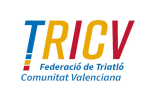 TRICV
Federació de Triatló
Comunitat Valenciana